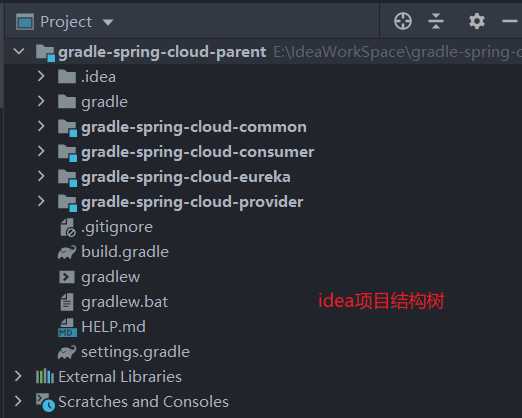 Project
gradle-spring-cloud-parent E:\IdeaWorkSpace\gradle-spring-c
.idea
gradle
gradle-spring-cloud-common
gradle-spring-cloud-consumer
gradle-spring-cloud-eureka
gradle-spring-cloud-provider
.gitignore
build.gradle
gradlew
gradlew.bat
idea项目结构树
MD HELP.md
settings.gradle
External Libraries
Scratches and Consoles